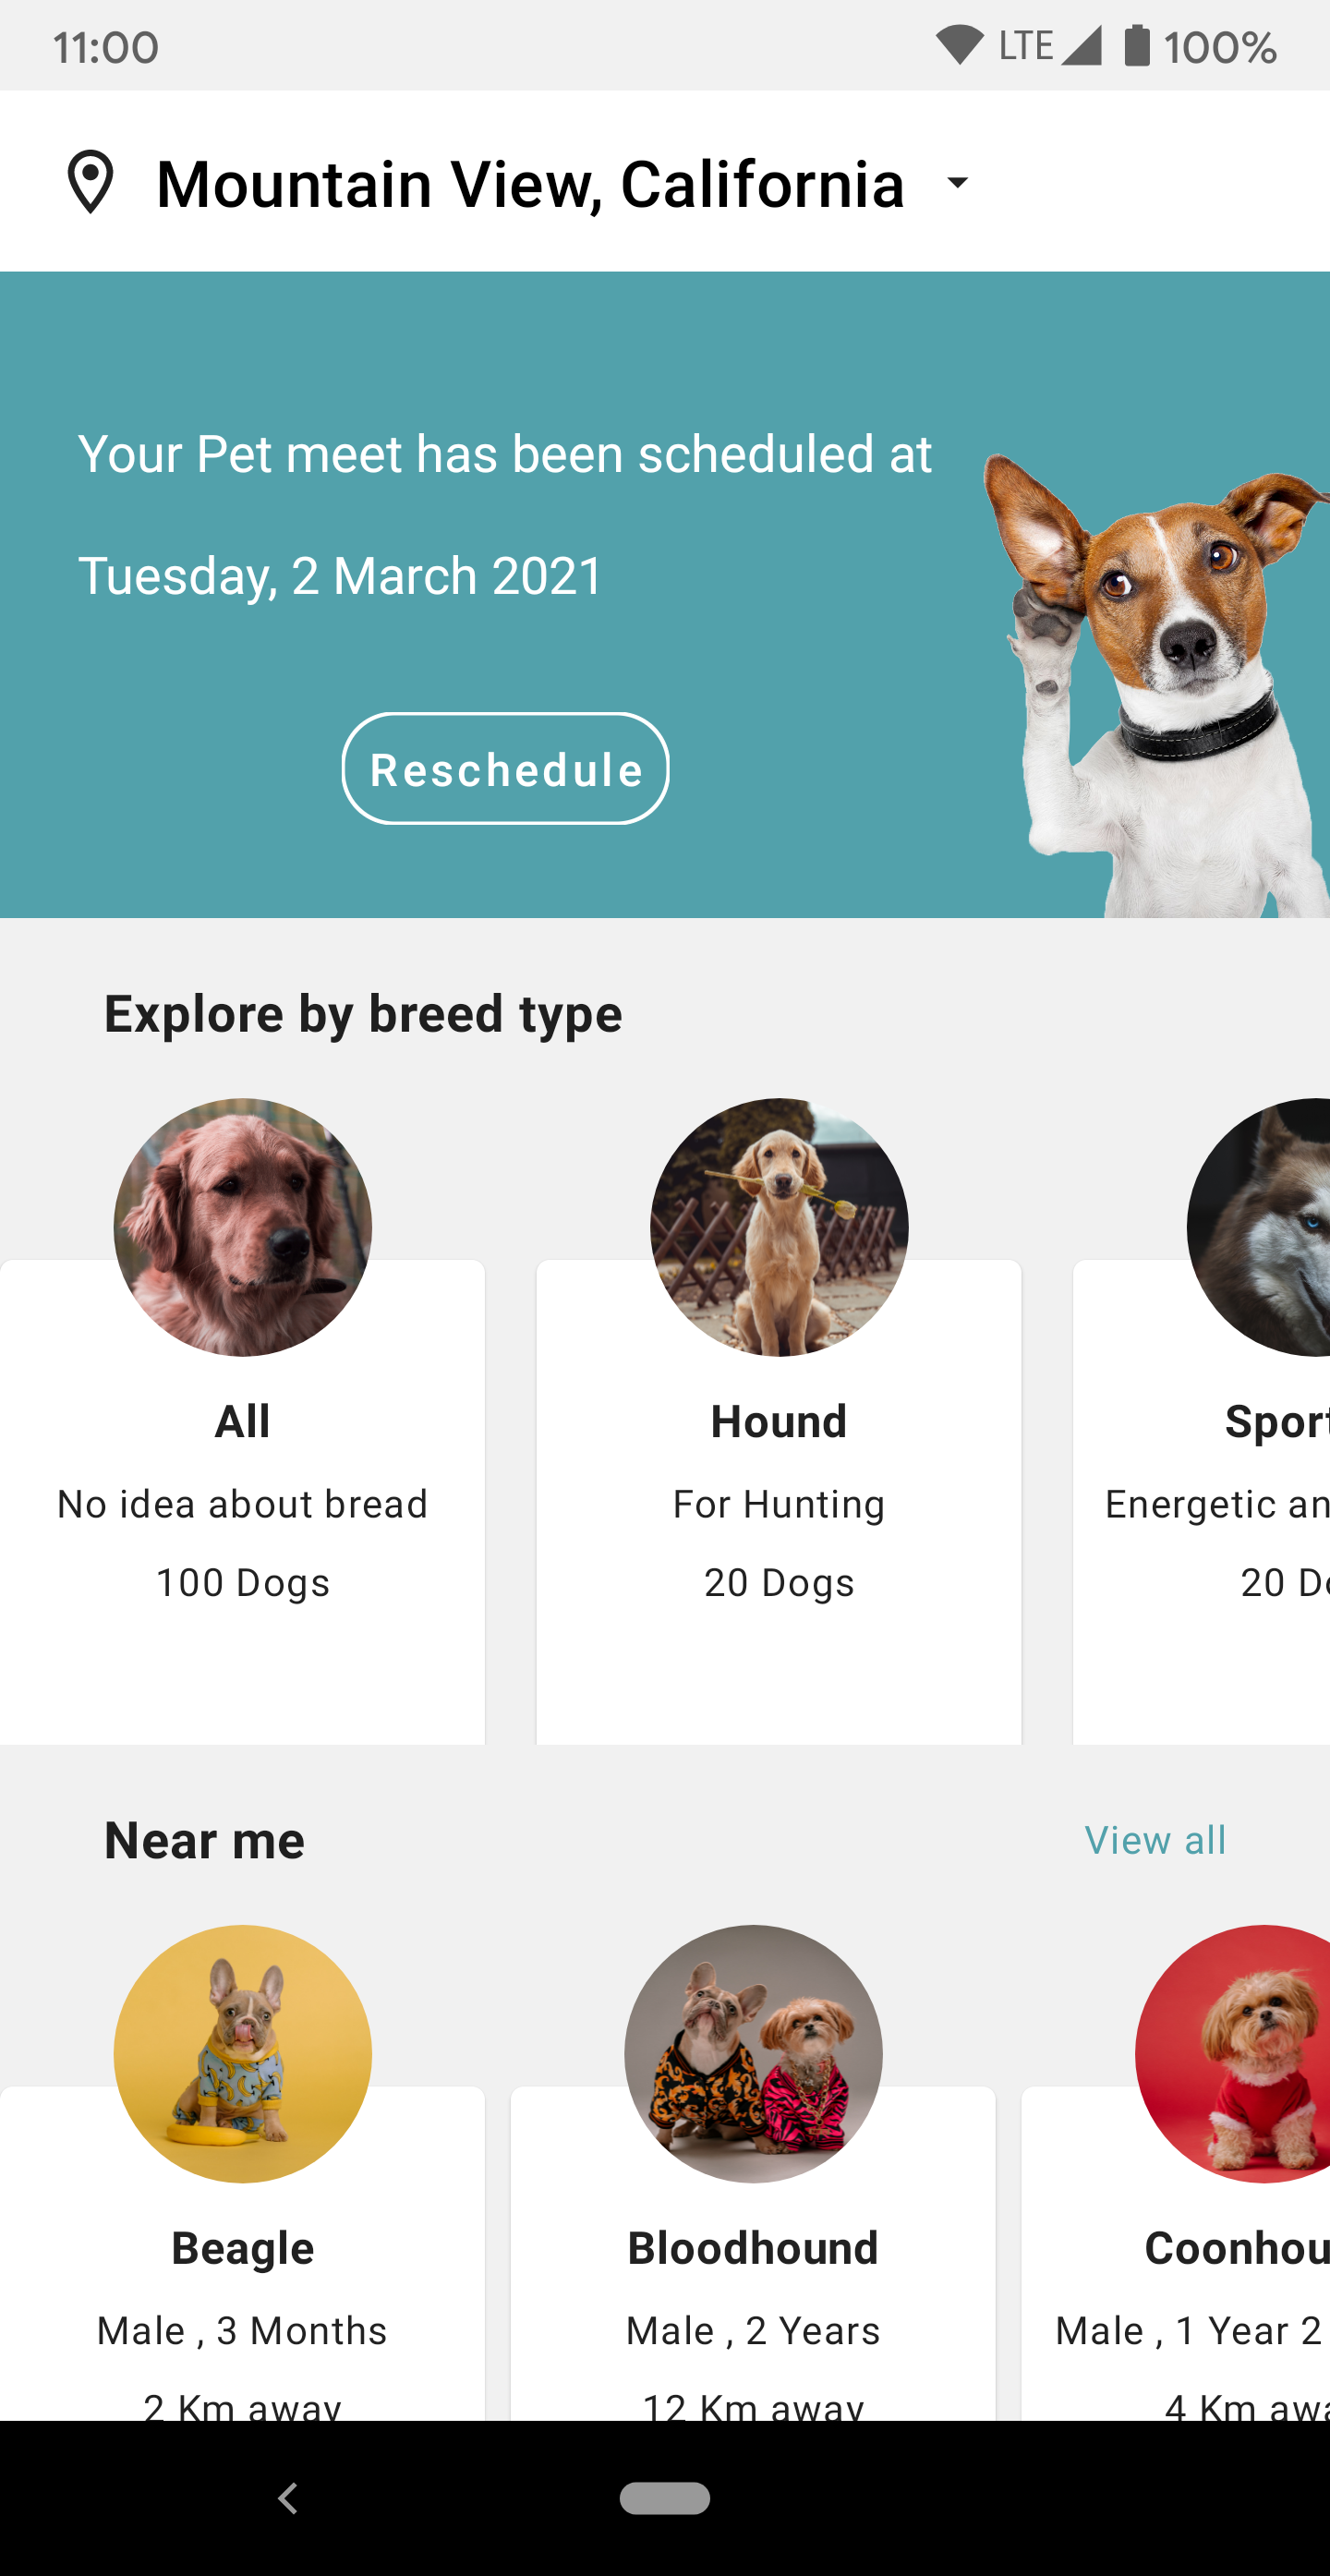 11:00 LTE 100%
Mountain View, California
Your Pet meet has been scheduled at
Tuesday, 2 March 2021
Reschedule
Explore by breed type
All
No idea about bread
100 Dogs
Hound
For Hunting
20 Dogs
Sport
Energetic an
20 Do
Near me
View all
Beagle
Male , 3 Months
2 Km away
Bloodhound
Male , 2 Years
12 Km away
Coonhou
Male , 1 Year 2
4 Km awa